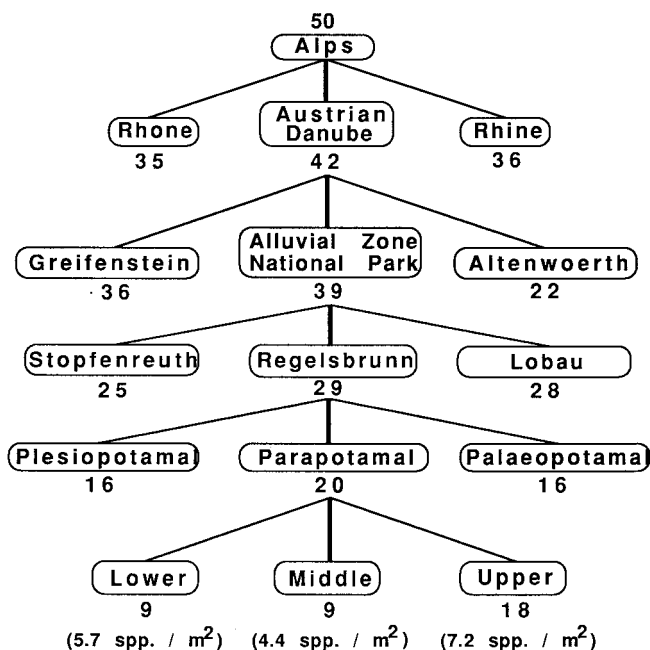 50
Alps
Rhone
Austrian
Danube
Rhine
35
42
36
Greifenstein
Alluvial Zone
National Park
Altenwoerth
36
39
22
Stopfenreuth
Regelsbrunn
Lobau
25
29
28
Plesiopotamal
Parapotamal
Palaeopotamal
16
20
16
Lower
Middle
Upper
9
9
18
(5.7 spp. / m²)
(4.4 spp. / m²)
(7.2 spp. / m²)